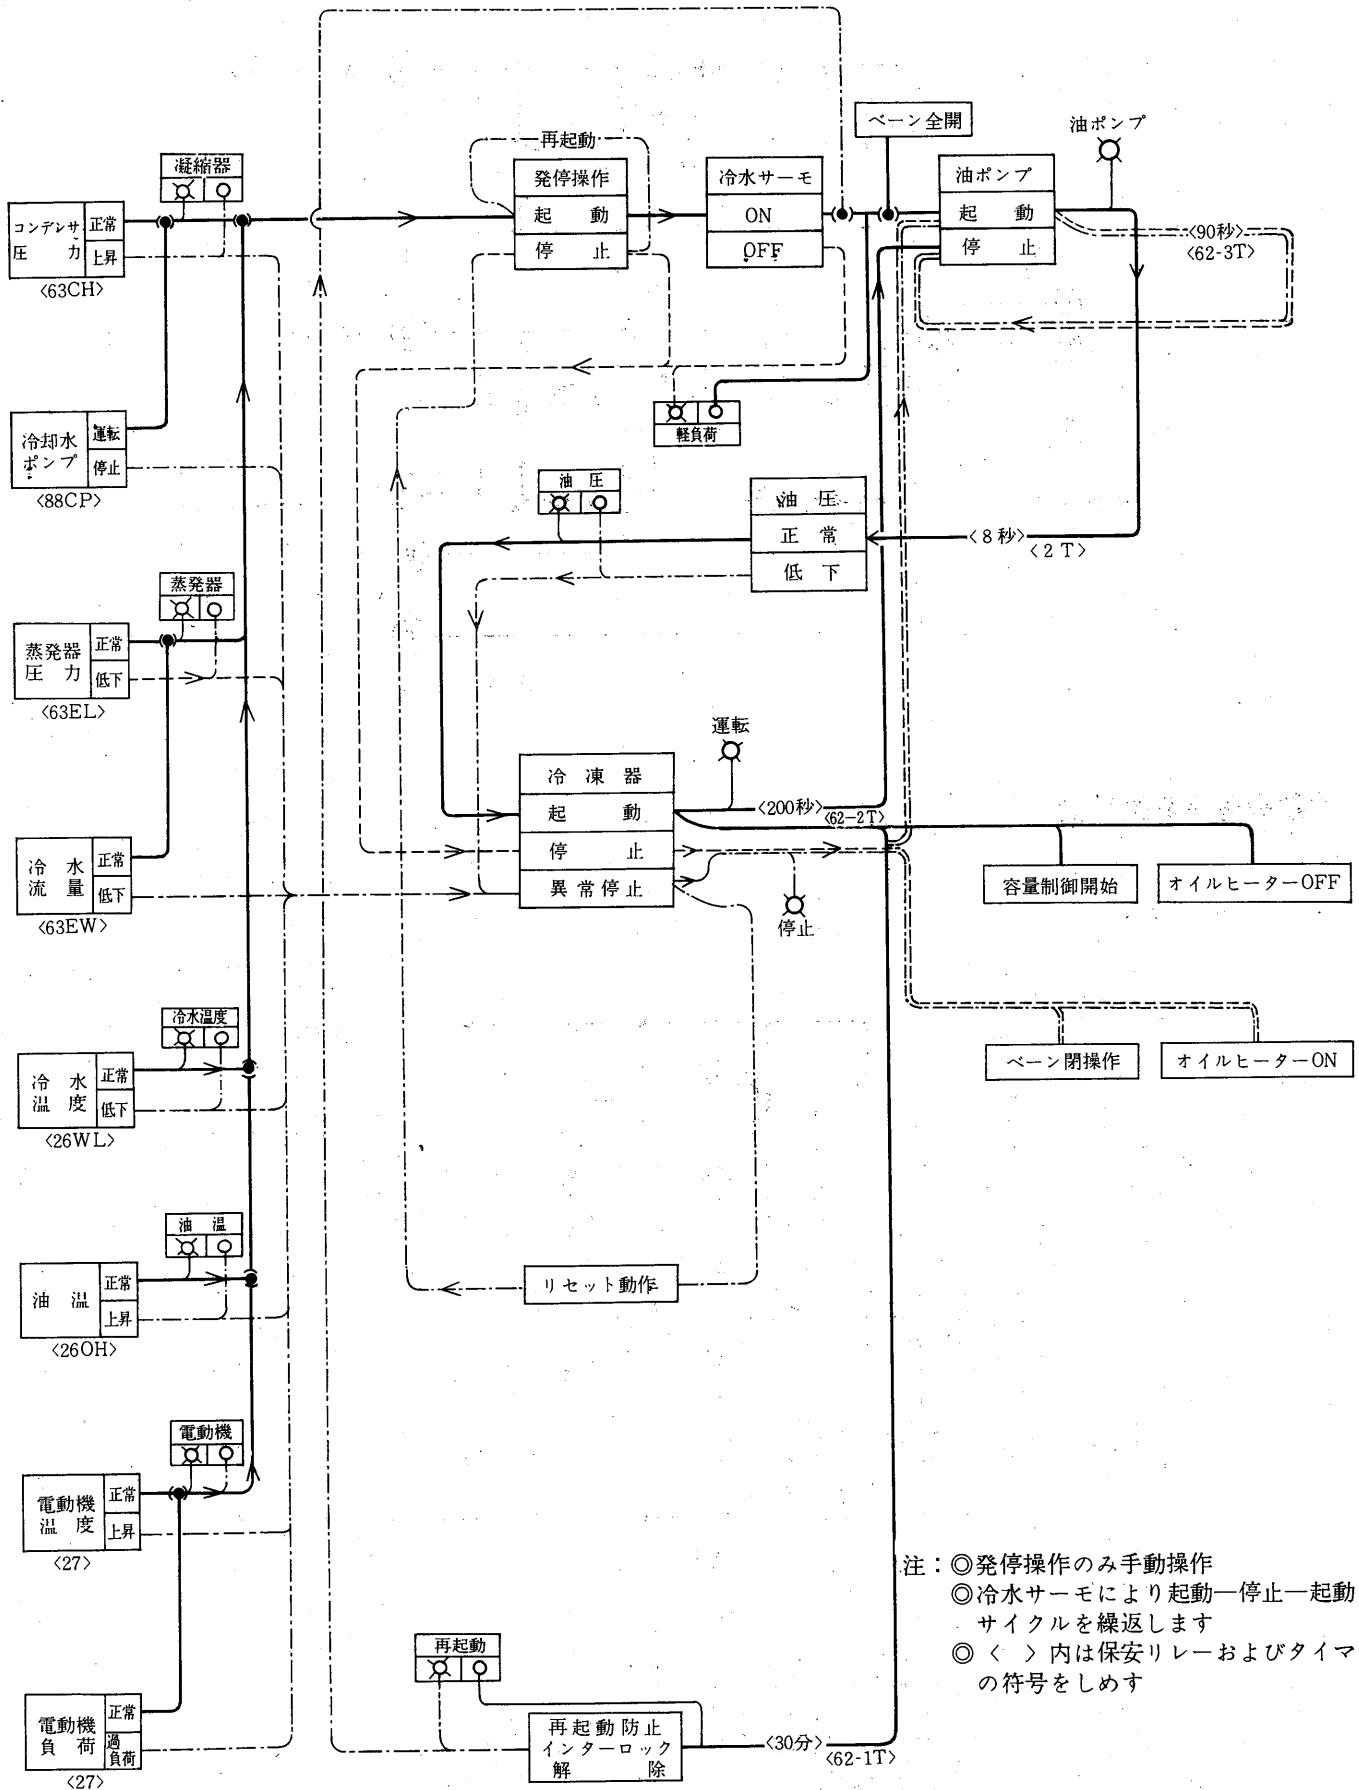 ベーン全開
油ポンプ
再起動
凝縮器
発停操作
起動
停止
冷水サーモ
ON
OFF
油ポンプ
起動
停止
〈90秒〉
〈62-3T〉
コンデンサ
圧力
正常
上昇
〈63CH〉
軽負荷
冷却水
ポンプ
運転
停止
〈88CP〉
油圧
油圧
正常
低下
〈8秒〉
〈2T〉
蒸発器
蒸発器
圧力
正常
低下
〈63EL〉
運転
冷凍器
起動
停止
異常停止
〈200秒〉
〈62-2T〉
停止
容量制御開始
オイルヒーターOFF
冷水
流量
正常
低下
〈63EW〉
冷水温度
冷水
温度
正常
低下
〈26WL〉
ベーン閉操作
オイルヒーターON
油温
油温
正常
上昇
〈26OH〉
リセット動作
電動機
電動機
温度
正常
上昇
〈27〉
注：◎発停操作のみ手動操作
◎冷水サーモにより起動―停止―起動
サイクルを繰返します
◎〈 〉内は保安リレーおよびタイマ
の符号をしめす
再起動
再起動防止
インターロック
解除
〈30分〉
〈62-1T〉
電動機
負荷
正常
過
負荷
〈27〉